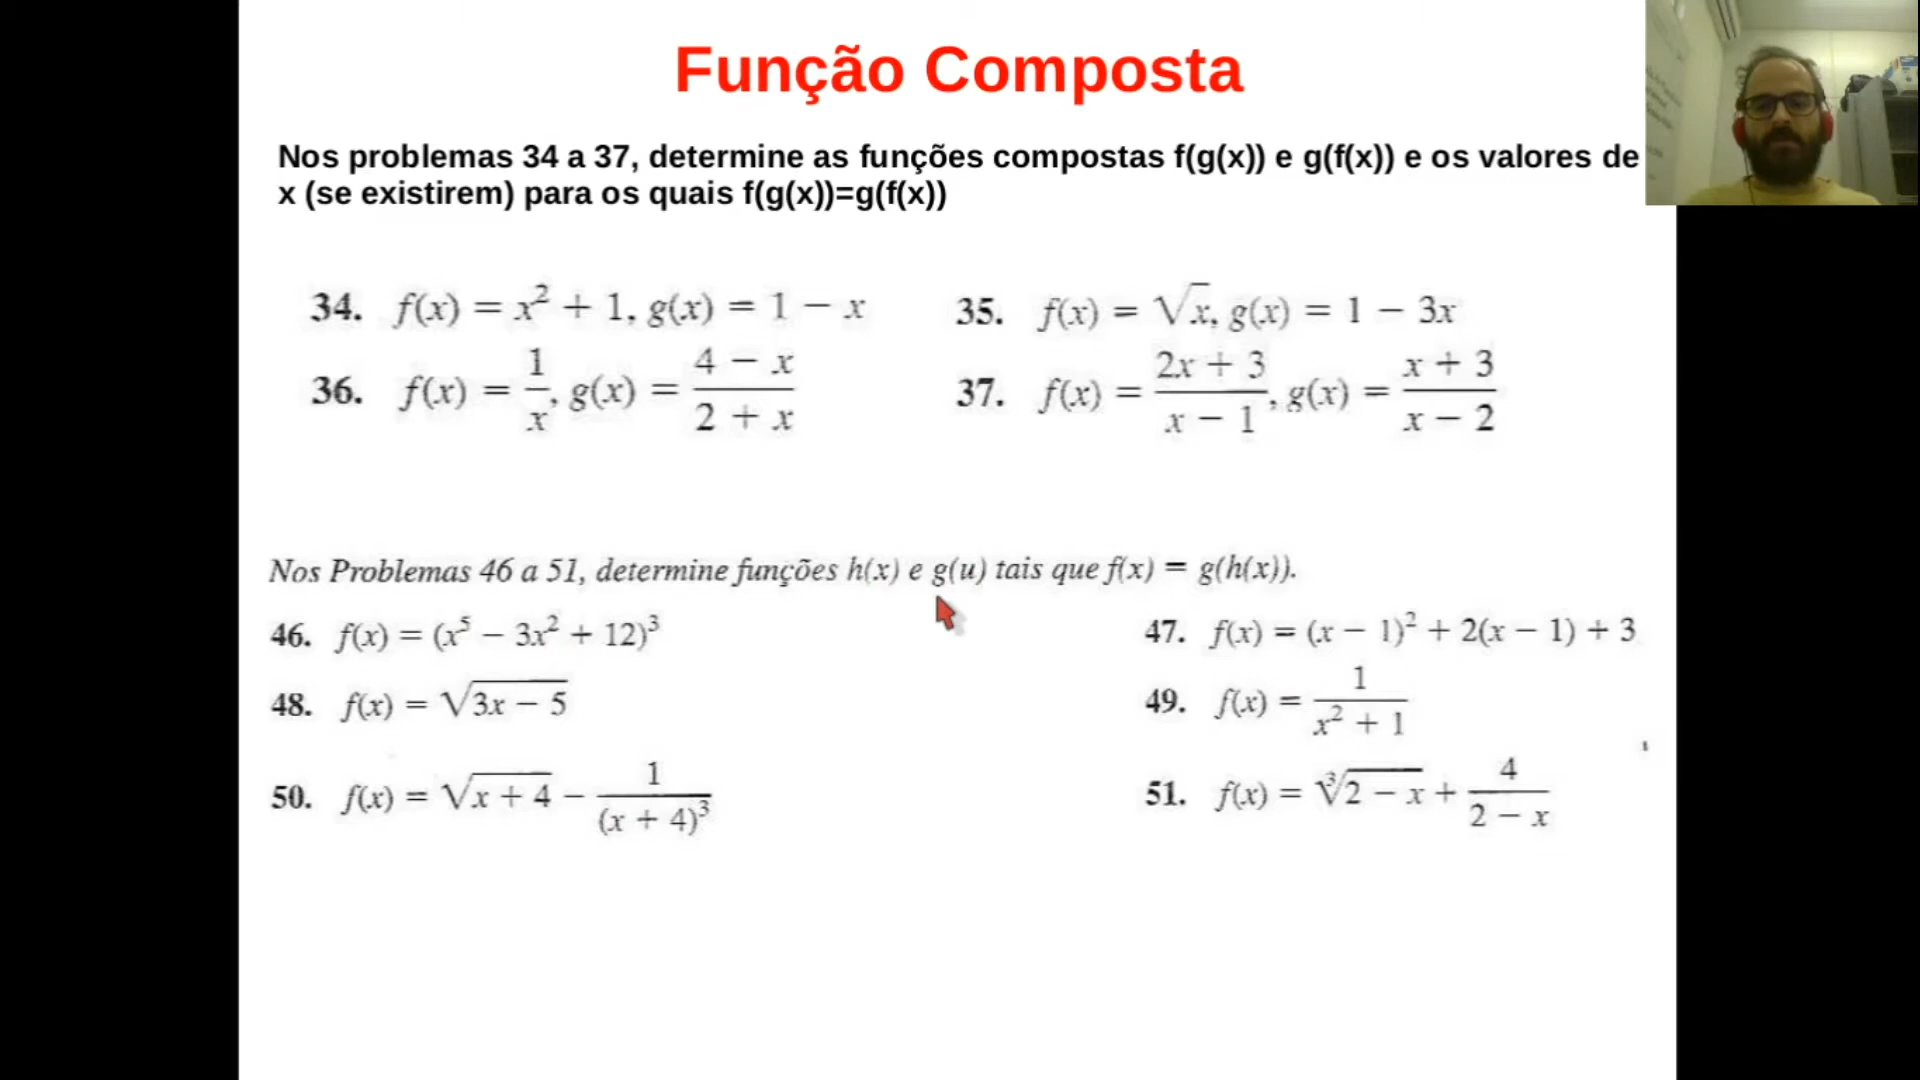 Função Composta
Nos problemas 34 a 37, determine as funções compostas f(g(x)) e g(f(x)) e os valores de
x (se existirem) para os quais f(g(x))=g(f(x))
34. f(x) = x² + 1, g(x) = 1 − x
35. f(x) = √x, g(x) = 1 − 3x
36. f(x) = 1/x, g(x) = (4 − x)/(2 + x)
37. f(x) = (2x + 3)/(x − 1), g(x) = (x + 3)/(x − 2)
Nos Problemas 46 a 51, determine funções h(x) e g(u) tais que f(x) = g(h(x)).
46. f(x) = (x⁵ − 3x² + 12)³
47. f(x) = (x − 1)² + 2(x − 1) + 3
48. f(x) = √(3x − 5)
49. f(x) = 1/(x² + 1)
50. f(x) = √(x + 4) − 1/(x + 4)³
51. f(x) = ∛(2 − x) + 4/(2 − x)